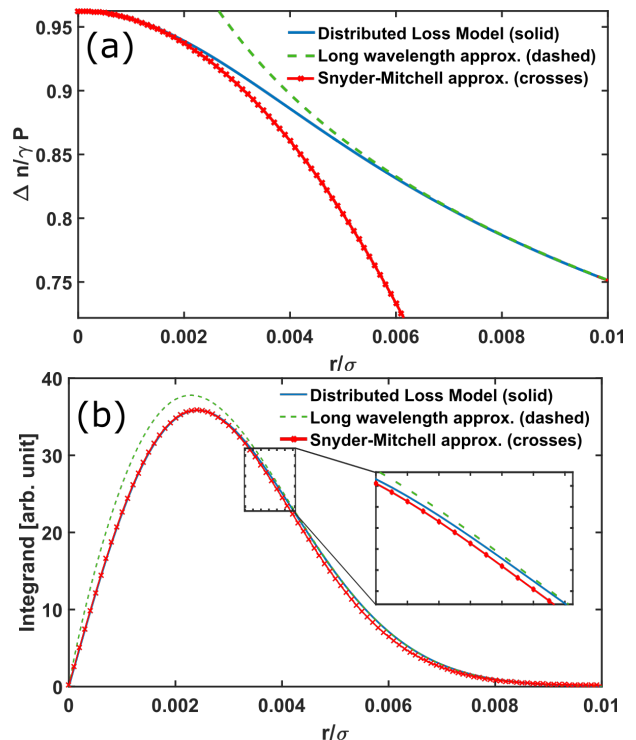 0.95
0.9
0.85
0.8
0.75
Δ n/γ P
(a)
Distributed Loss Model (solid)
Long wavelength approx. (dashed)
Snyder-Mitchell approx. (crosses)
0 0.002 0.004 0.006 0.008 0.01
r/σ
40
30
20
10
0
Integrand [arb. unit]
(b)
Distributed Loss Model (solid)
Long wavelength approx. (dashed)
Snyder-Mitchell approx. (crosses)
0 0.002 0.004 0.006 0.008 0.01
r/σ